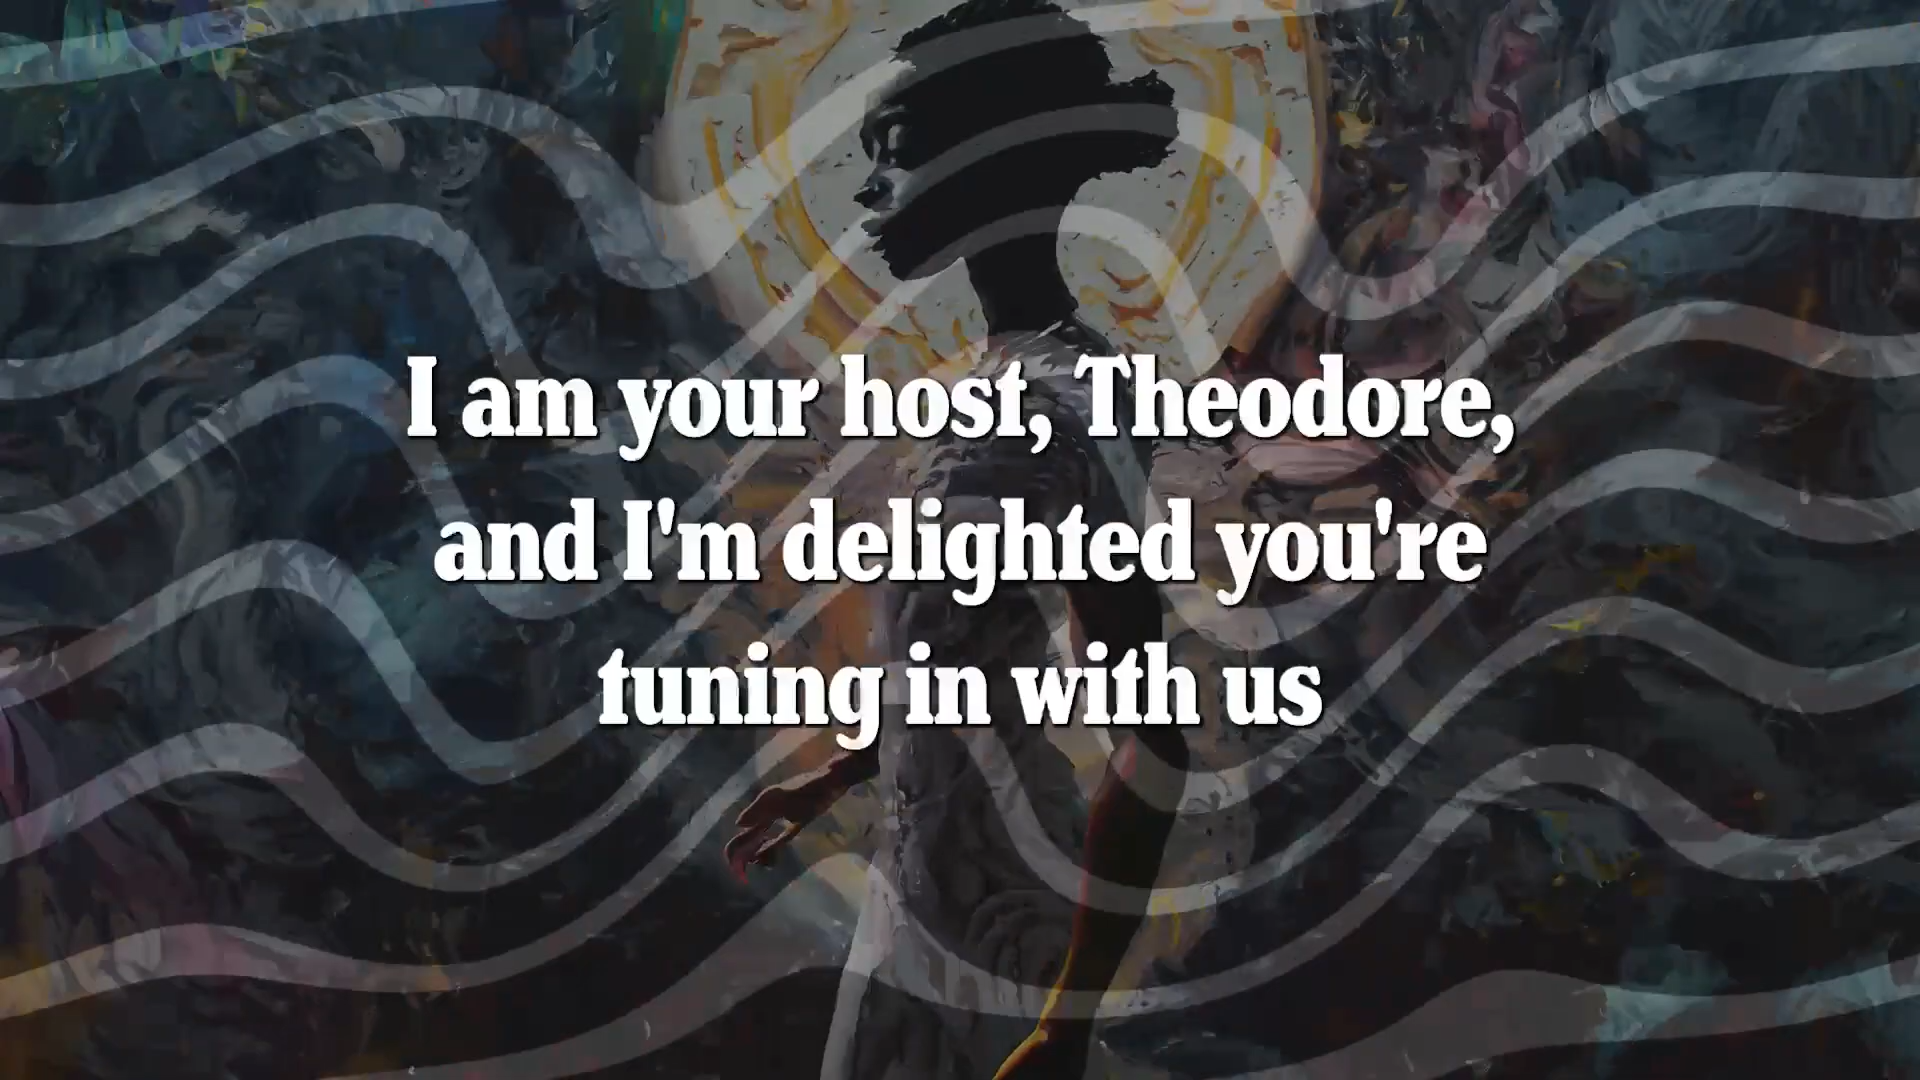 I am your host, Theodore,
and I'm delighted you're
tuning in with us